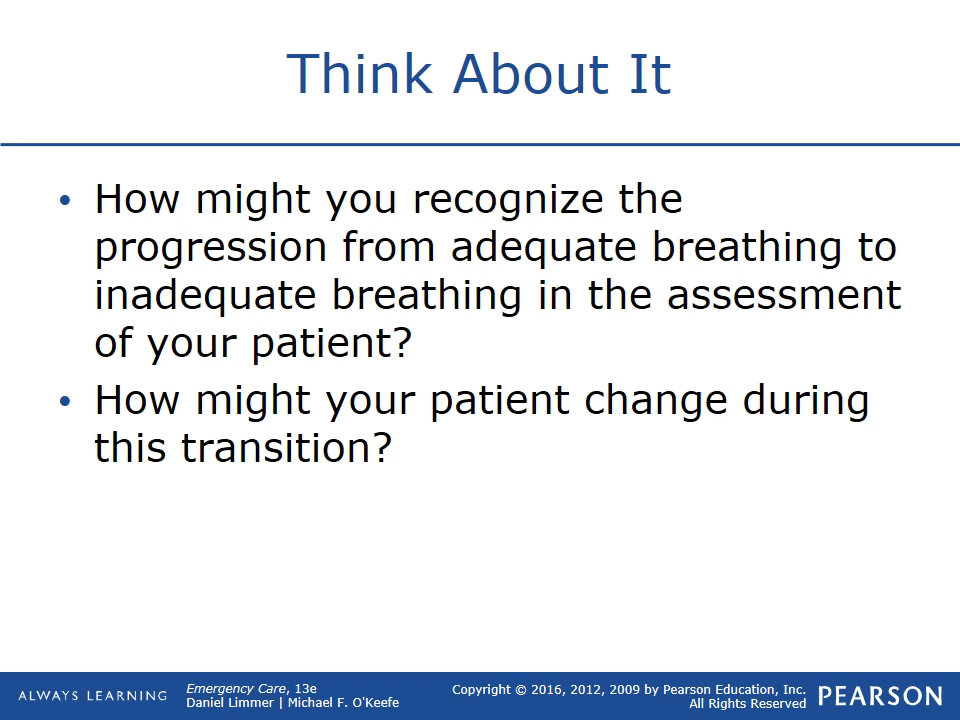 Think About It
• How might you recognize the
progression from adequate breathing to
inadequate breathing in the assessment
of your patient?
• How might your patient change during
this transition?
ALWAYS LEARNING
Emergency Care, 13e
Daniel Limmer | Michael F. O'Keefe
Copyright © 2016, 2012, 2009 by Pearson Education, Inc.
All Rights Reserved
PEARSON